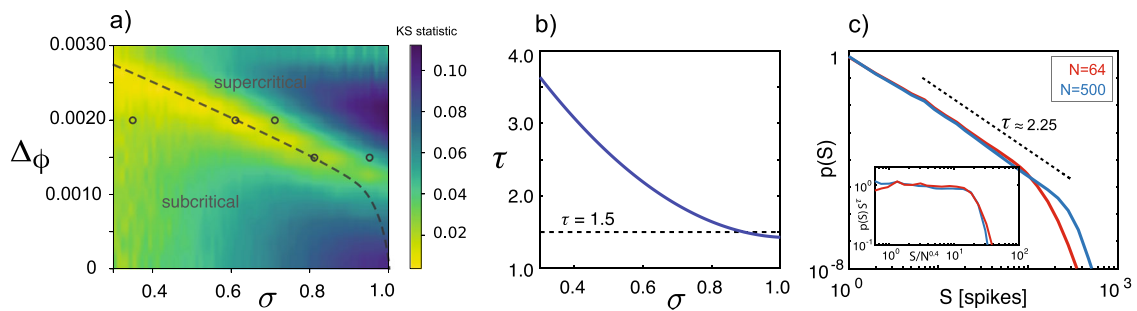 a)
KS statistic
0.0030
0.0020
0.0010
0
Δϕ
supercritical
subcritical
0.4
0.6
0.8
1.0
σ
0.10
0.08
0.06
0.04
0.02
b)
4.0
3.0
2.0
1.0
τ
τ = 1.5
0.4
0.6
0.8
1.0
σ
c)
1
p(S)
10⁻⁸
N=64
N=500
τ ≈ 2.25
p(S) Sᵗ
10⁰
10⁻¹
10⁰
10¹
10²
S/N⁰·⁴
10⁰
10³
S [spikes]